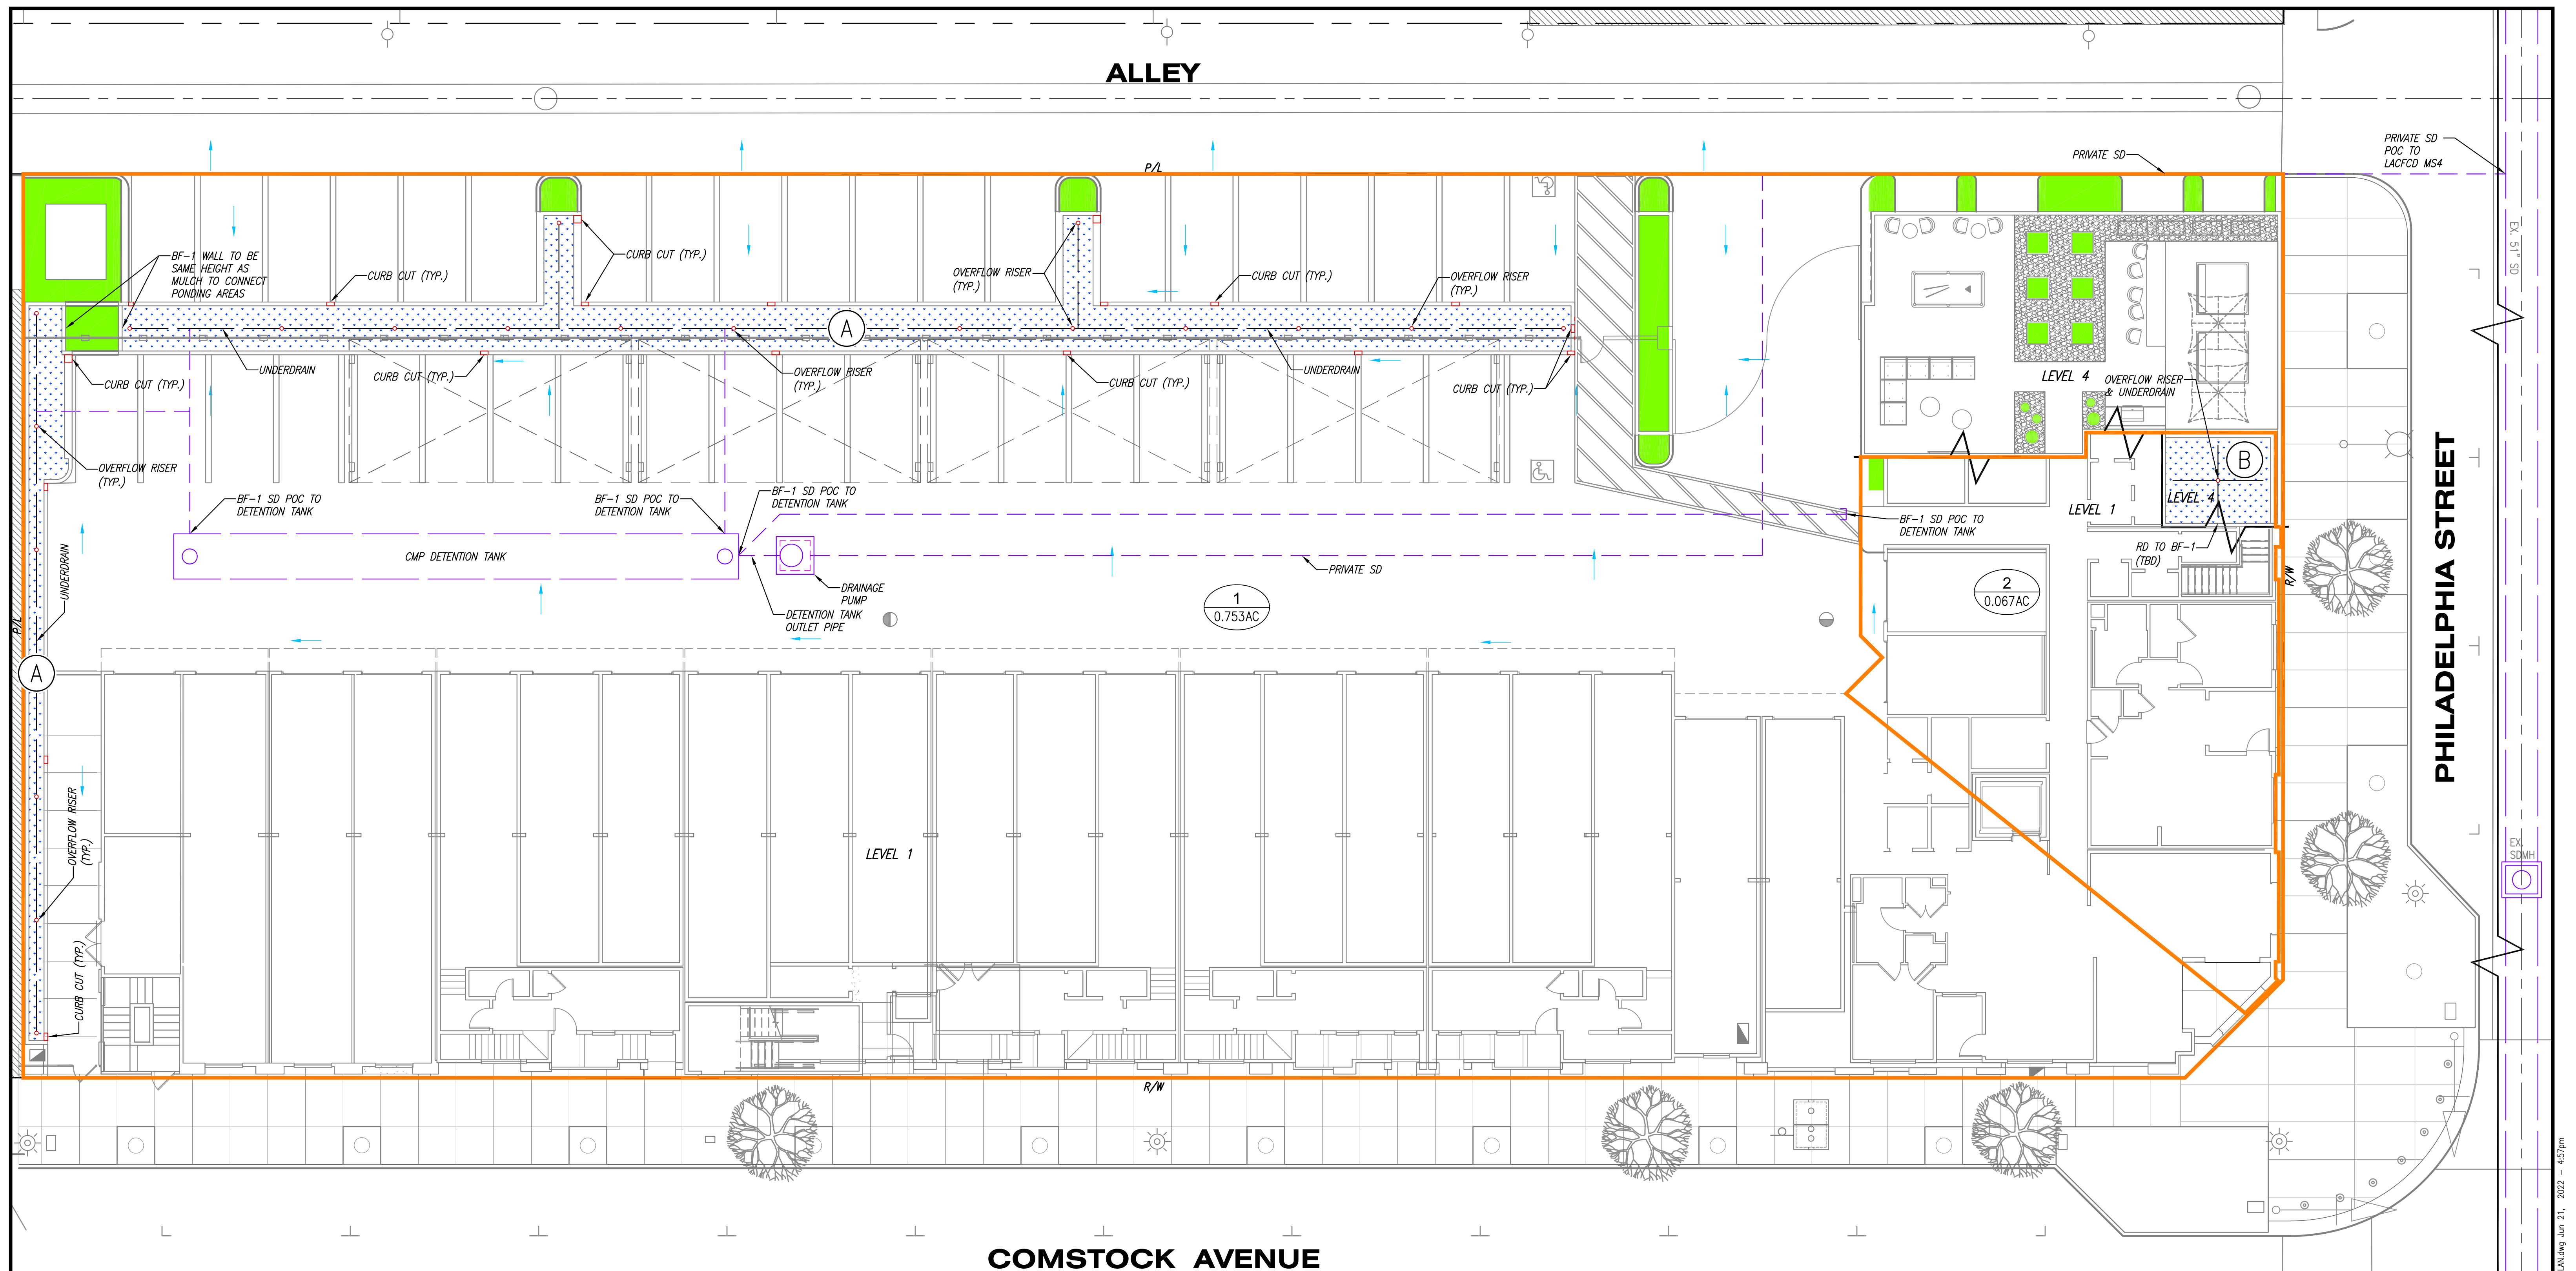 ALLEY
P/L
PRIVATE SD
PRIVATE SD
POC TO
LACFCD MS4
EX. 51" SD
BF-1 WALL TO BE
SAME HEIGHT AS
MULCH TO CONNECT
PONDING AREAS
CURB CUT (TYP.)
CURB CUT (TYP.)
OVERFLOW RISER
(TYP.)
CURB CUT (TYP.)
OVERFLOW RISER
(TYP.)
A
UNDERDRAIN
CURB CUT (TYP.)
CURB CUT (TYP.)
OVERFLOW RISER
(TYP.)
CURB CUT (TYP.)
UNDERDRAIN
CURB CUT (TYP.)
LEVEL 4
OVERFLOW RISER
& UNDERDRAIN
B
LEVEL 4
LEVEL 1
OVERFLOW RISER
(TYP.)
BF-1 SD POC TO
DETENTION TANK
BF-1 SD POC TO
DETENTION TANK
BF-1 SD POC TO
DETENTION TANK
BF-1 SD POC TO
DETENTION TANK
RD TO BF-1
(TBD)
R/W
PHILADELPHIA STREET
CMP DETENTION TANK
UNDERDRAIN
PRIVATE SD
DRAINAGE
PUMP
DETENTION TANK
OUTLET PIPE
1
0.753AC
2
0.067AC
P/L
A
OVERFLOW RISER
(TYP.)
LEVEL 1
EX.
SDMH
CURB CUT (TYP.)
R/W
COMSTOCK AVENUE
LAN.dwg Jun 21, 2022 - 4:57pm